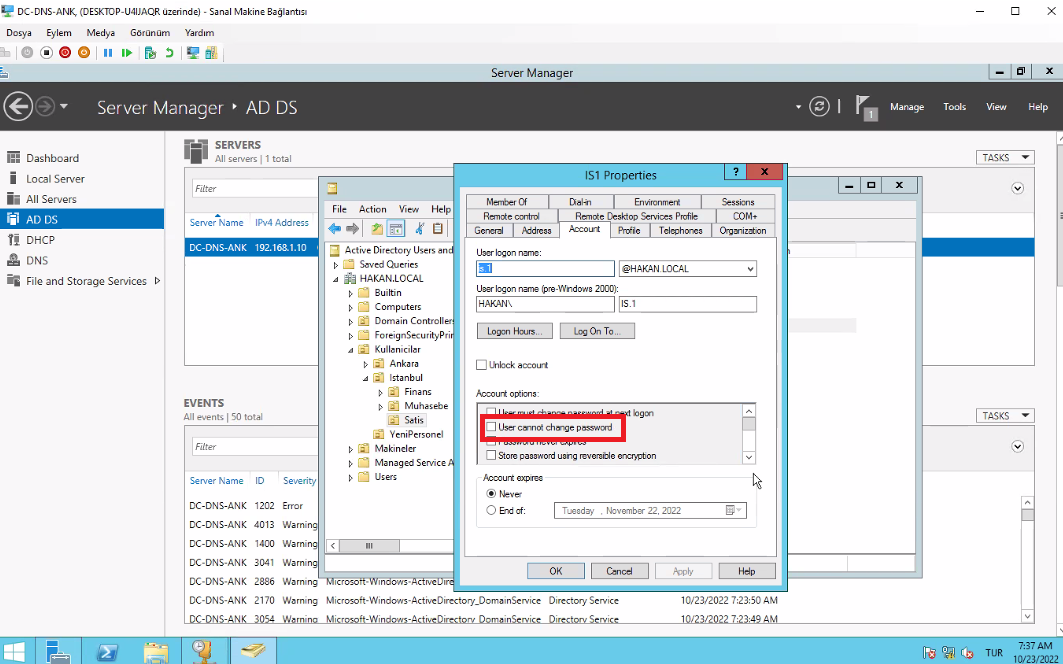 DC-DNS-ANK, (DESKTOP-U4IJAQR üzerinde) - Sanal Makine Bağlantısı
Dosya Eylem Medya Görünüm Yardım
Server Manager
Server Manager AD DS
1 Manage Tools View Help
Dashboard
Local Server
All Servers
AD DS
DHCP
DNS
File and Storage Services
SERVERS
All servers | 1 total
TASKS
Filter
Server Name IPv4 Address
DC-DNS-ANK 192.168.1.10
EVENTS
All events | 50 total
TASKS
Filter
Server Name ID Severity
DC-DNS-ANK 1202 Error
DC-DNS-ANK 4013 Warning
DC-DNS-ANK 1400 Warning
DC-DNS-ANK 3041 Warning
DC-DNS-ANK 2886 Warning Microsoft-Windows-ActiveDirectory_DomainService
DC-DNS-ANK 2170 Warning Microsoft-Windows-ActiveDirectory_DomainService Directory Service 10/23/2022 7:23:50 AM
DC-DNS-ANK 3054 Warning Microsoft-Windows-ActiveDirectory_DomainService Directory Service 10/23/2022 7:23:49 AM
File Action View Help
Active Directory Users and
Saved Queries
HAKAN.LOCAL
Builtin
Computers
Domain Controllers
ForeignSecurityPrin
Kullanicilar
Ankara
Istanbul
Finans
Muhasebe
Satis
YeniPersonel
Makineler
Managed Service A
Users
IS1 Properties
?
Member Of Dial-in Environment Sessions
Remote control Remote Desktop Services Profile COM+
General Address Account Profile Telephones Organization
User logon name:
is.1 @HAKAN.LOCAL
User logon name (pre-Windows 2000):
HAKAN\ IS.1
Logon Hours... Log On To...
Unlock account
Account options:
User must change password at next logon
User cannot change password
Password never expires
Store password using reversible encryption
Account expires
Never
End of: Tuesday , November 22, 2022
OK Cancel Apply Help
TUR
7:37 AM
10/23/2022